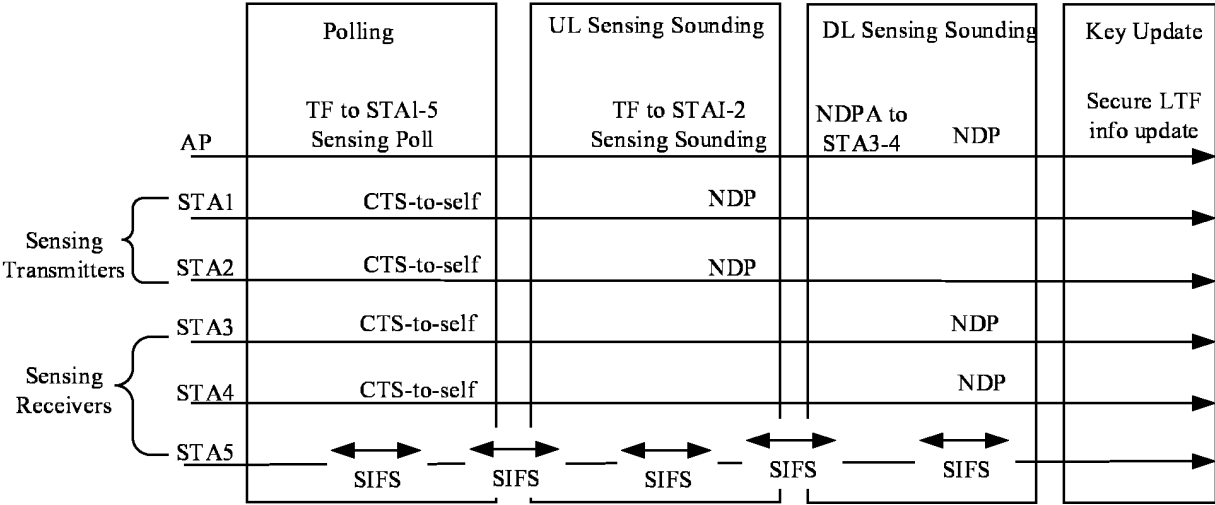 Polling
UL Sensing Sounding
DL Sensing Sounding
Key Update
TF to STA1-5
Sensing Poll
TF to STA1-2
Sensing Sounding
NDPA to
STA3-4
NDP
Secure LTF
info update
AP
STA1
CTS-to-self
NDP
Sensing
Transmitters
STA2
CTS-to-self
NDP
STA3
CTS-to-self
NDP
Sensing
Receivers
STA4
CTS-to-self
NDP
STA5
SIFS
SIFS
SIFS
SIFS
SIFS